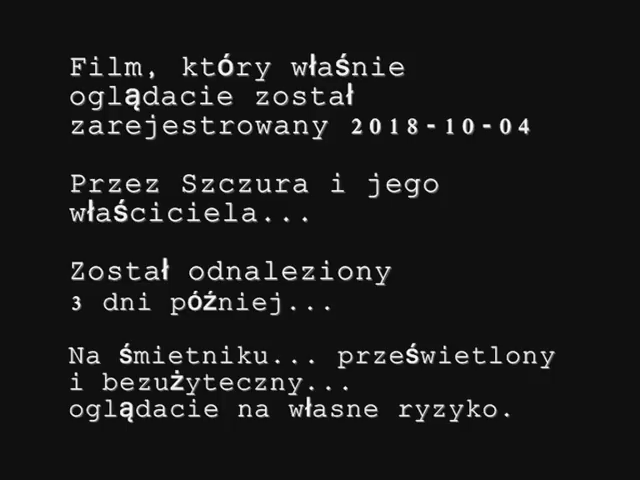 Film, który właśnie
oglądacie został
zarejestrowany 2018-10-04
Przez Szczura i jego
właściciela...
Został odnaleziony
3 dni później...
Na śmietniku... prześwietlony
i bezużyteczny...
oglądacie na własne ryzyko.